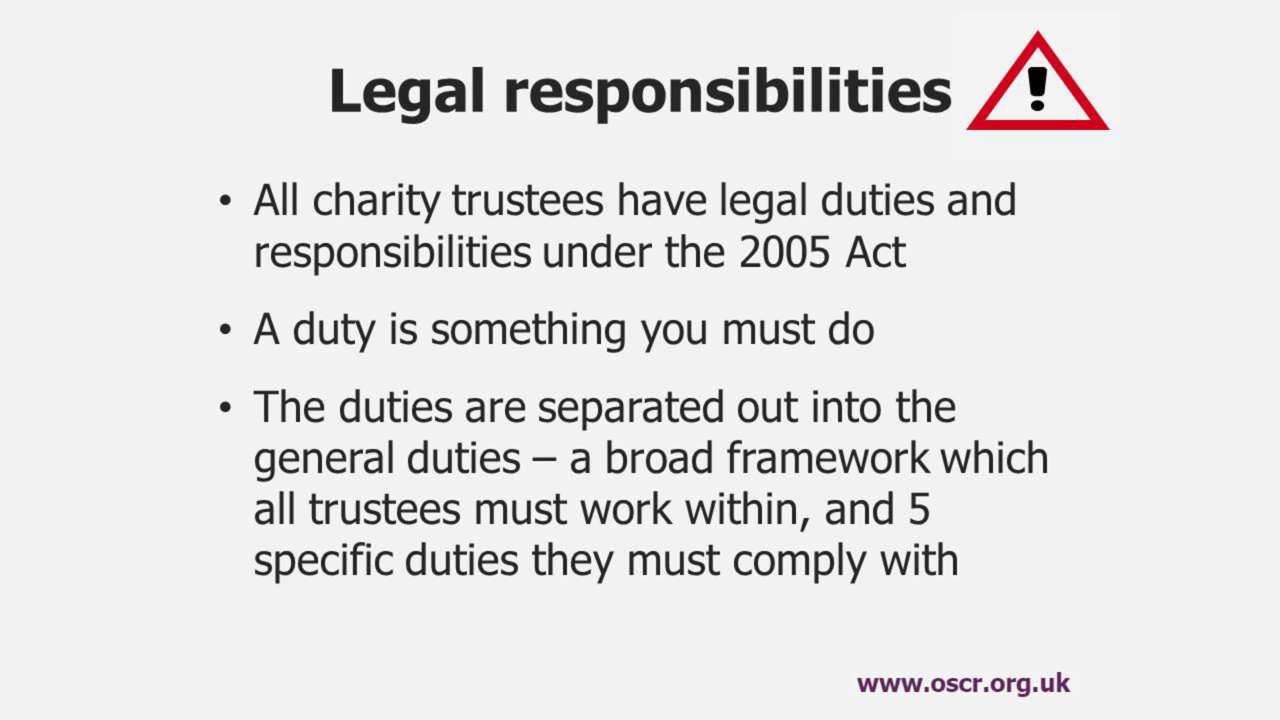 Legal responsibilities
• All charity trustees have legal duties and
responsibilities under the 2005 Act
• A duty is something you must do
• The duties are separated out into the
general duties – a broad framework which
all trustees must work within, and 5
specific duties they must comply with
www.oscr.org.uk